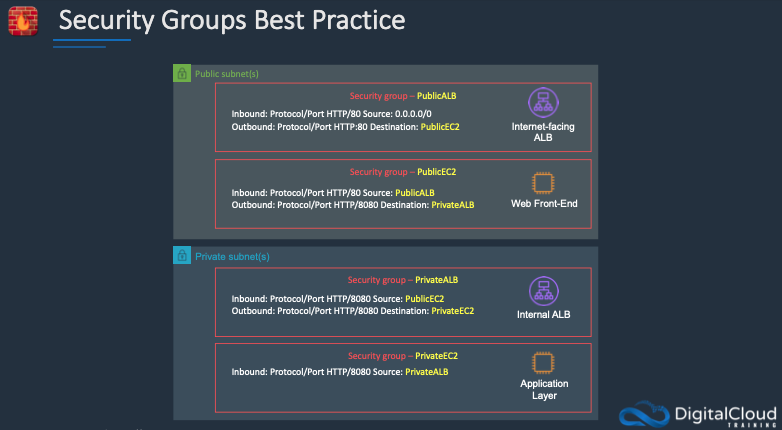 Security Groups Best Practice
Public subnet(s)
Security group – PublicALB
Inbound: Protocol/Port HTTP/80 Source: 0.0.0.0/0
Outbound: Protocol/Port HTTP:80 Destination: PublicEC2
Internet-facing
ALB
Security group – PublicEC2
Inbound: Protocol/Port HTTP/80 Source: PublicALB
Outbound: Protocol/Port HTTP/8080 Destination: PrivateALB
Web Front-End
Private subnet(s)
Security group – PrivateALB
Inbound: Protocol/Port HTTP/8080 Source: PublicEC2
Outbound: Protocol/Port HTTP/8080 Destination: PrivateEC2
Internal ALB
Security group – PrivateEC2
Inbound: Protocol/Port HTTP/8080 Source: PrivateALB
Application
Layer
DigitalCloud
TRAINING